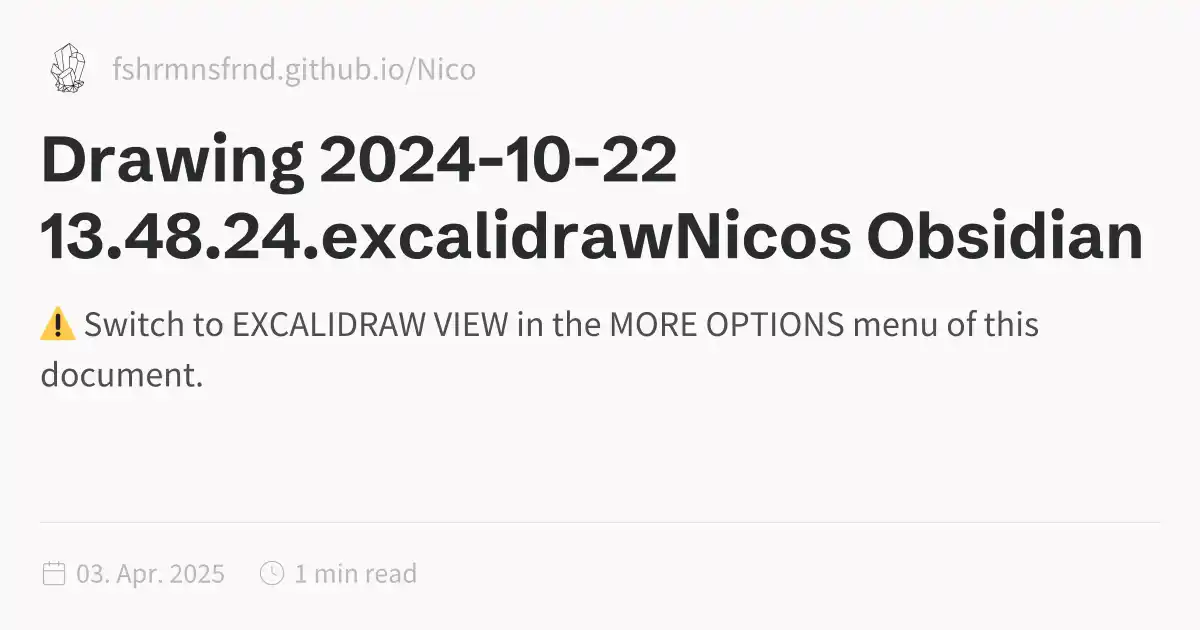 fshrmnsfrnd.github.io/Nico
Drawing 2024-10-22
13.48.24.excalidrawNicos Obsidian
⚠️ Switch to EXCALIDRAW VIEW in the MORE OPTIONS menu of this
document.
03. Apr. 2025 1 min read